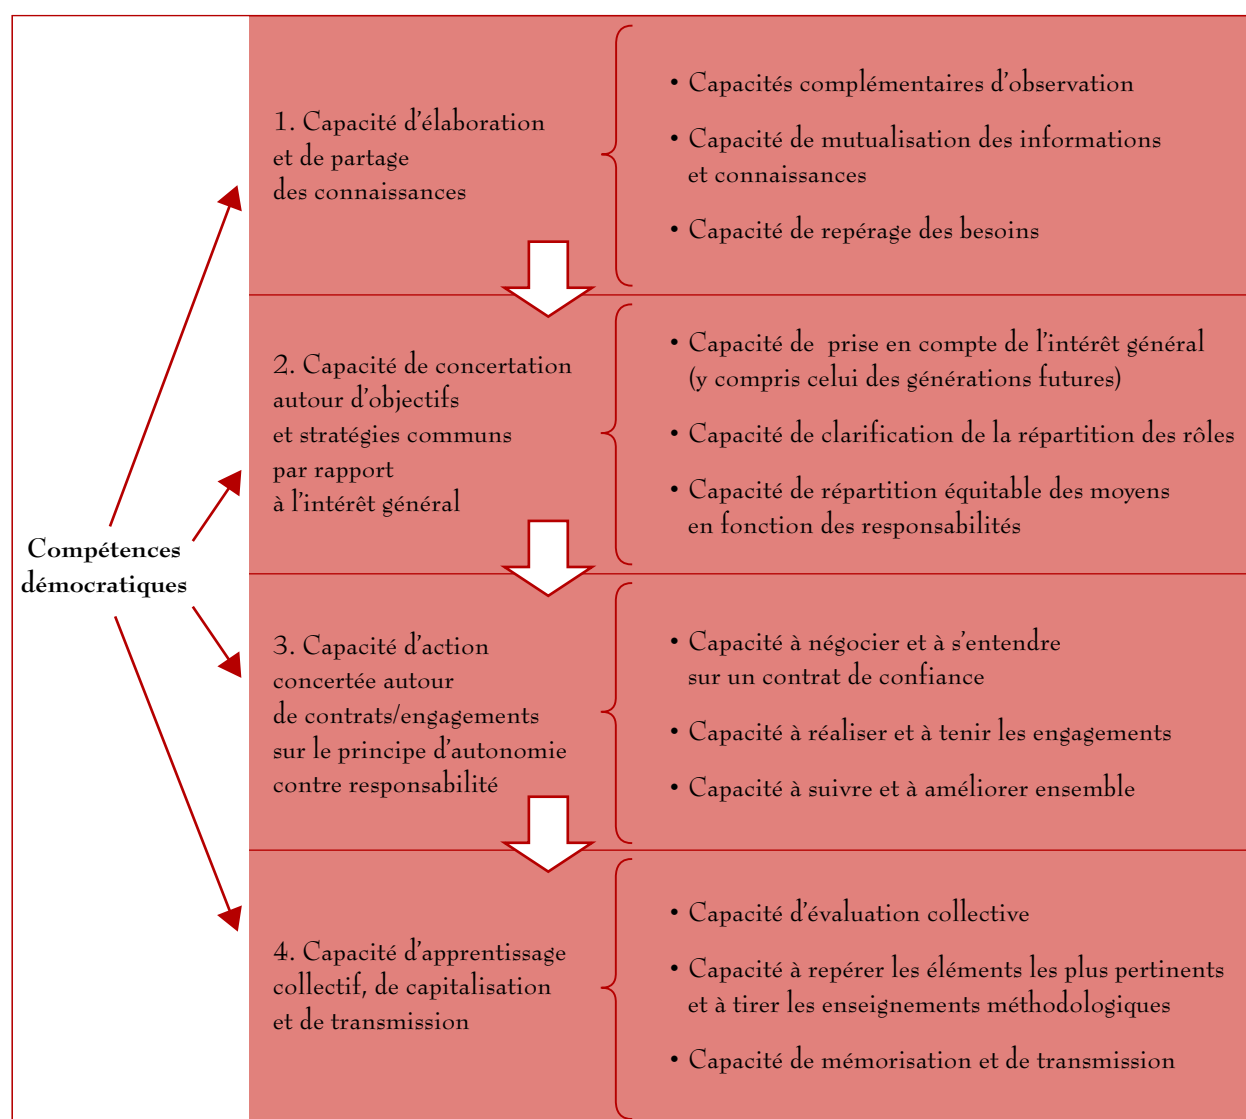 Compétences
démocratiques
1. Capacité d'élaboration
et de partage
des connaissances
• Capacités complémentaires d'observation
• Capacité de mutualisation des informations
et connaissances
• Capacité de repérage des besoins
2. Capacité de concertation
autour d'objectifs
et stratégies communs
par rapport
à l'intérêt général
• Capacité de prise en compte de l'intérêt général
(y compris celui des générations futures)
• Capacité de clarification de la répartition des rôles
• Capacité de répartition équitable des moyens
en fonction des responsabilités
3. Capacité d'action
concertée autour
de contrats/engagements
sur le principe d'autonomie
contre responsabilité
• Capacité à négocier et à s'entendre
sur un contrat de confiance
• Capacité à réaliser et à tenir les engagements
• Capacité à suivre et à améliorer ensemble
4. Capacité d'apprentissage
collectif, de capitalisation
et de transmission
• Capacité d'évaluation collective
• Capacité à repérer les éléments les plus pertinents
et à tirer les enseignements méthodologiques
• Capacité de mémorisation et de transmission